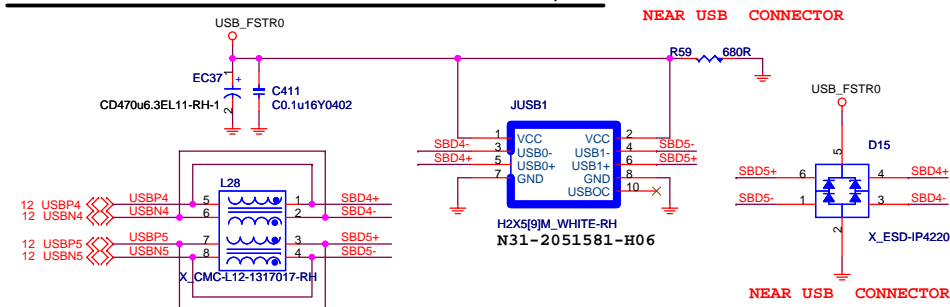 NEAR USB CONNECTOR
USB_FSTR0
R59 680R
EC37 1 +
CD470u6.3EL11-RH-1
2
C411
C0.1u16Y0402
JUSB1
1 VCC VCC 2
SBD4- 3 USB0- USB1- 4 SBD5-
SBD4+ 5 USB0+ USB1+ 6 SBD5+
7 GND GND 8
USBOC 10
H2X5[9]M_WHITE-RH
N31-2051581-H06
USB_FSTR0
5 D15
SBD5+ 6 4 SBD4+
SBD5- 1 3 SBD4-
2
X_ESD-IP4220
NEAR USB CONNECTOR
L28
12 USBP4 USBP4 5 1 SBD4+
12 USBN4 USBN4 6 2 SBD4-
12 USBP5 USBP5 7 3 SBD5+
12 USBN5 USBN5 8 4 SBD5-
X_CMC-L12-1317017-RH